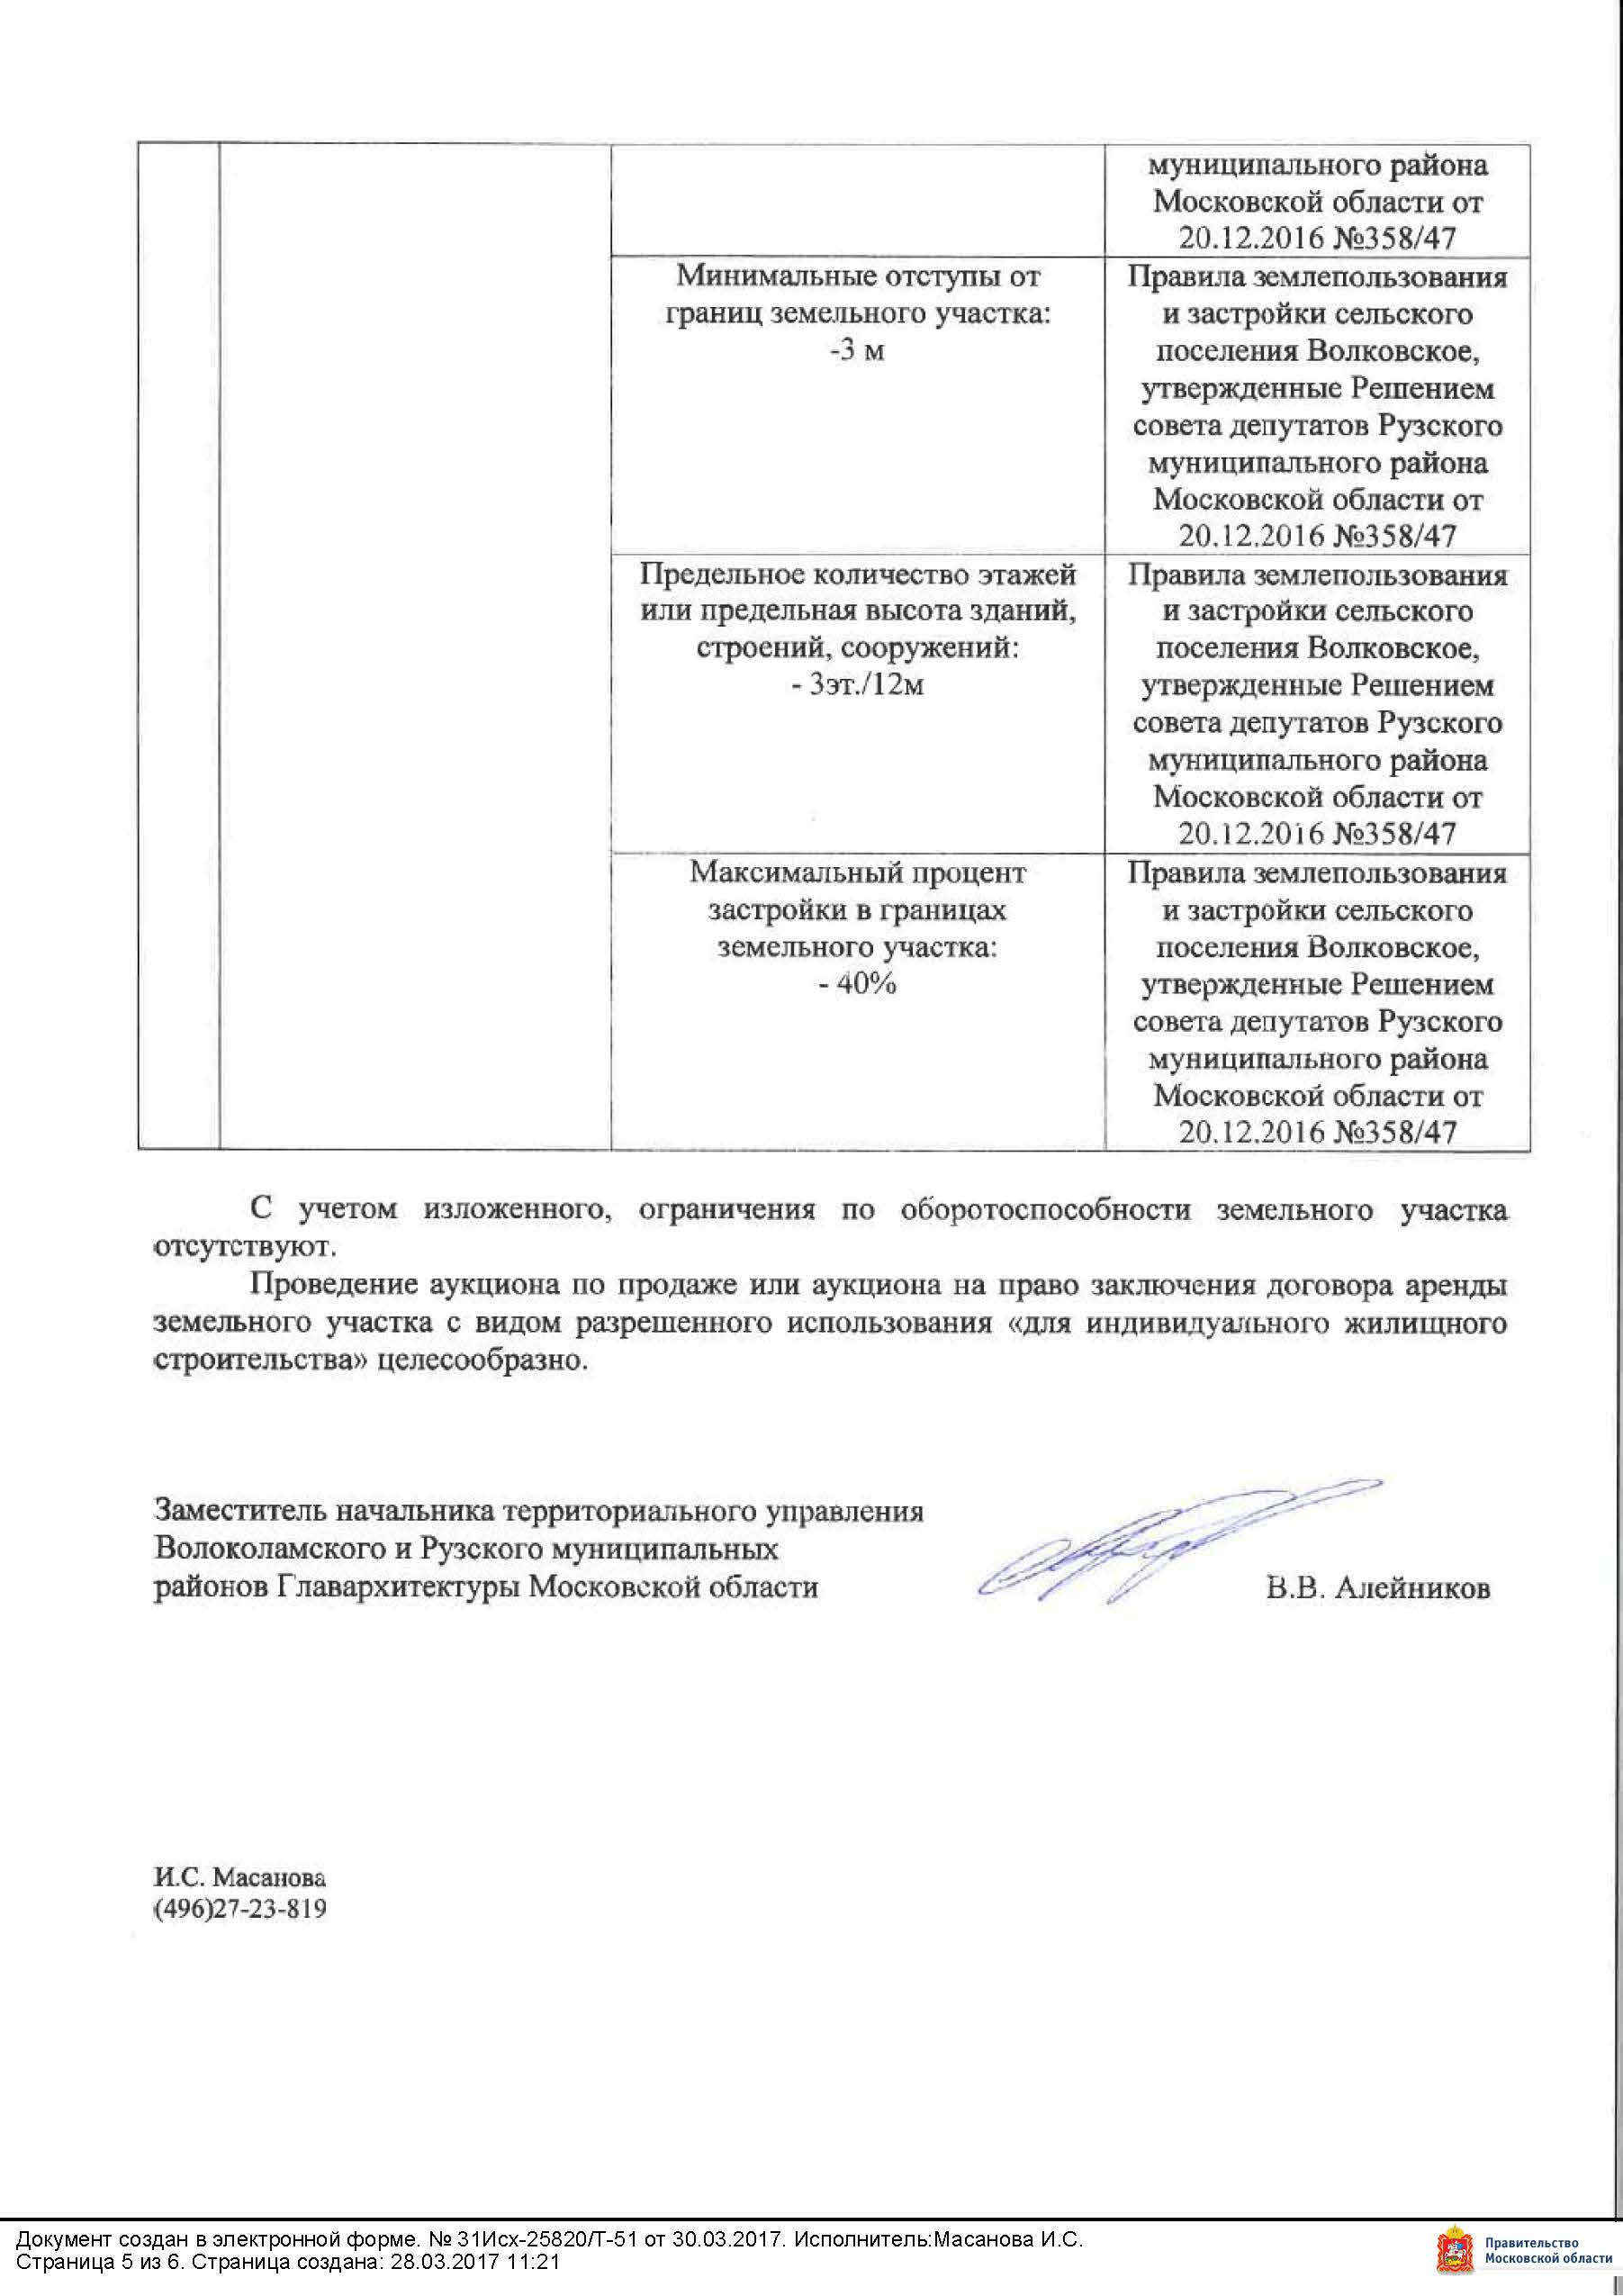 муниципального района
Московской области от
20.12.2016 №358/47
Минимальные отступы от
границ земельного участка:
-3 м
Правила землепользования
и застройки сельского
поселения Волковское,
утвержденные Решением
совета депутатов Рузского
муниципального района
Московской области от
20.12.2016 №358/47
Предельное количество этажей
или предельная высота зданий,
строений, сооружений:
- 3эт./12м
Правила землепользования
и застройки сельского
поселения Волковское,
утвержденные Решением
совета депутатов Рузского
муниципального района
Московской области от
20.12.2016 №358/47
Максимальный процент
застройки в границах
земельного участка:
- 40%
Правила землепользования
и застройки сельского
поселения Волковское,
утвержденные Решением
совета депутатов Рузского
муниципального района
Московской области от
20.12.2016 №358/47
С учетом изложенного, ограничения по оборотоспособности земельного участка
отсутствуют.
Проведение аукциона по продаже или аукциона на право заключения договора аренды
земельного участка с видом разрешенного использования «для индивидуального жилищного
строительства» целесообразно.
Заместитель начальника территориального управления
Волоколамского и Рузского муниципальных
районов Главархитектуры Московской области
В.В. Алейников
И.С. Масанова
(496)27-23-819
Документ создан в электронной форме. № 31Исх-25820/Т-51 от 30.03.2017. Исполнитель:Масанова И.С.
Страница 5 из 6. Страница создана: 28.03.2017 11:21
Правительство
Московской области